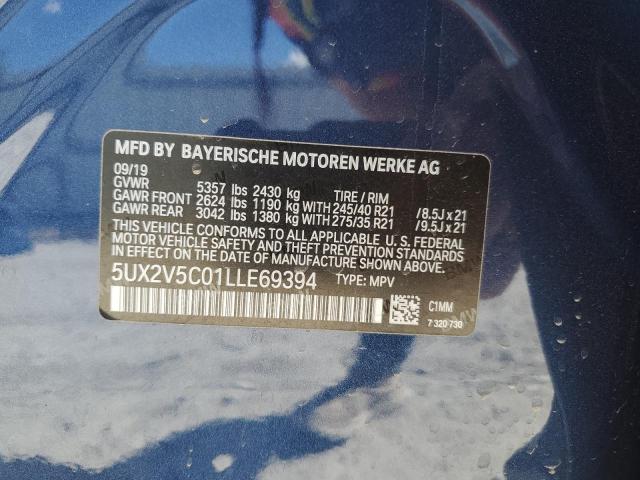 MFD BY BAYERISCHE MOTOREN WERKE AG
09/19
GVWR 5357 lbs 2430 kg TIRE / RIM
GAWR FRONT 2624 lbs 1190 kg WITH 245/40 R21 / 8.5J x 21
GAWR REAR 3042 lbs 1380 kg WITH 275/35 R21 / 9.5J x 21
THIS VEHICLE CONFORMS TO ALL APPLICABLE U. S. FEDERAL
MOTOR VEHICLE SAFETY AND THEFT PREVENTION STANDARDS
IN EFFECT ON THE DATE OF MANUFACTURE SHOWN ABOVE.
5UX2V5C01LLE69394 TYPE: MPV
C1MM
7 320 730